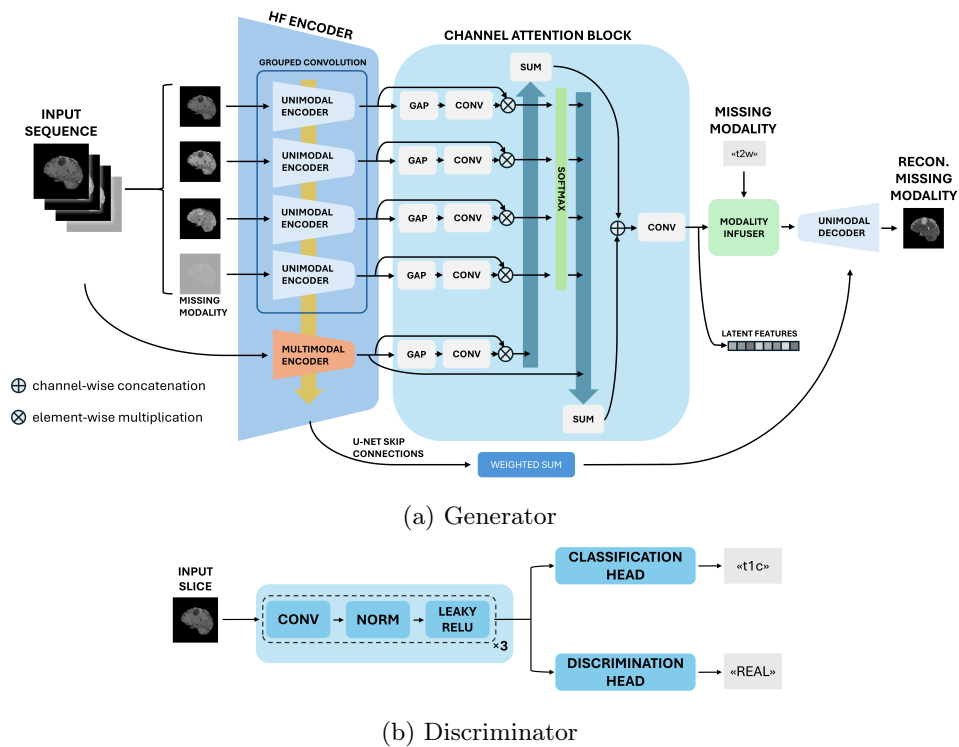 HF ENCODER
CHANNEL ATTENTION BLOCK
GROUPED CONVOLUTION
SUM
INPUT
SEQUENCE
UNIMODAL
ENCODER
GAP
CONV
UNIMODAL
ENCODER
GAP
CONV
UNIMODAL
ENCODER
GAP
CONV
UNIMODAL
ENCODER
GAP
CONV
MISSING
MODALITY
MULTIMODAL
ENCODER
GAP
CONV
SOFTMAX
SUM
CONV
MISSING
MODALITY
«t2w»
MODALITY
INFUSER
UNIMODAL
DECODER
RECON.
MISSING
MODALITY
LATENT FEATURES
channel-wise concatenation
element-wise multiplication
U-NET SKIP
CONNECTIONS
WEIGHTED SUM
(a) Generator
INPUT
SLICE
CONV
NORM
LEAKY
RELU
×3
CLASSIFICATION
HEAD
«t1c»
DISCRIMINATION
HEAD
«REAL»
(b) Discriminator